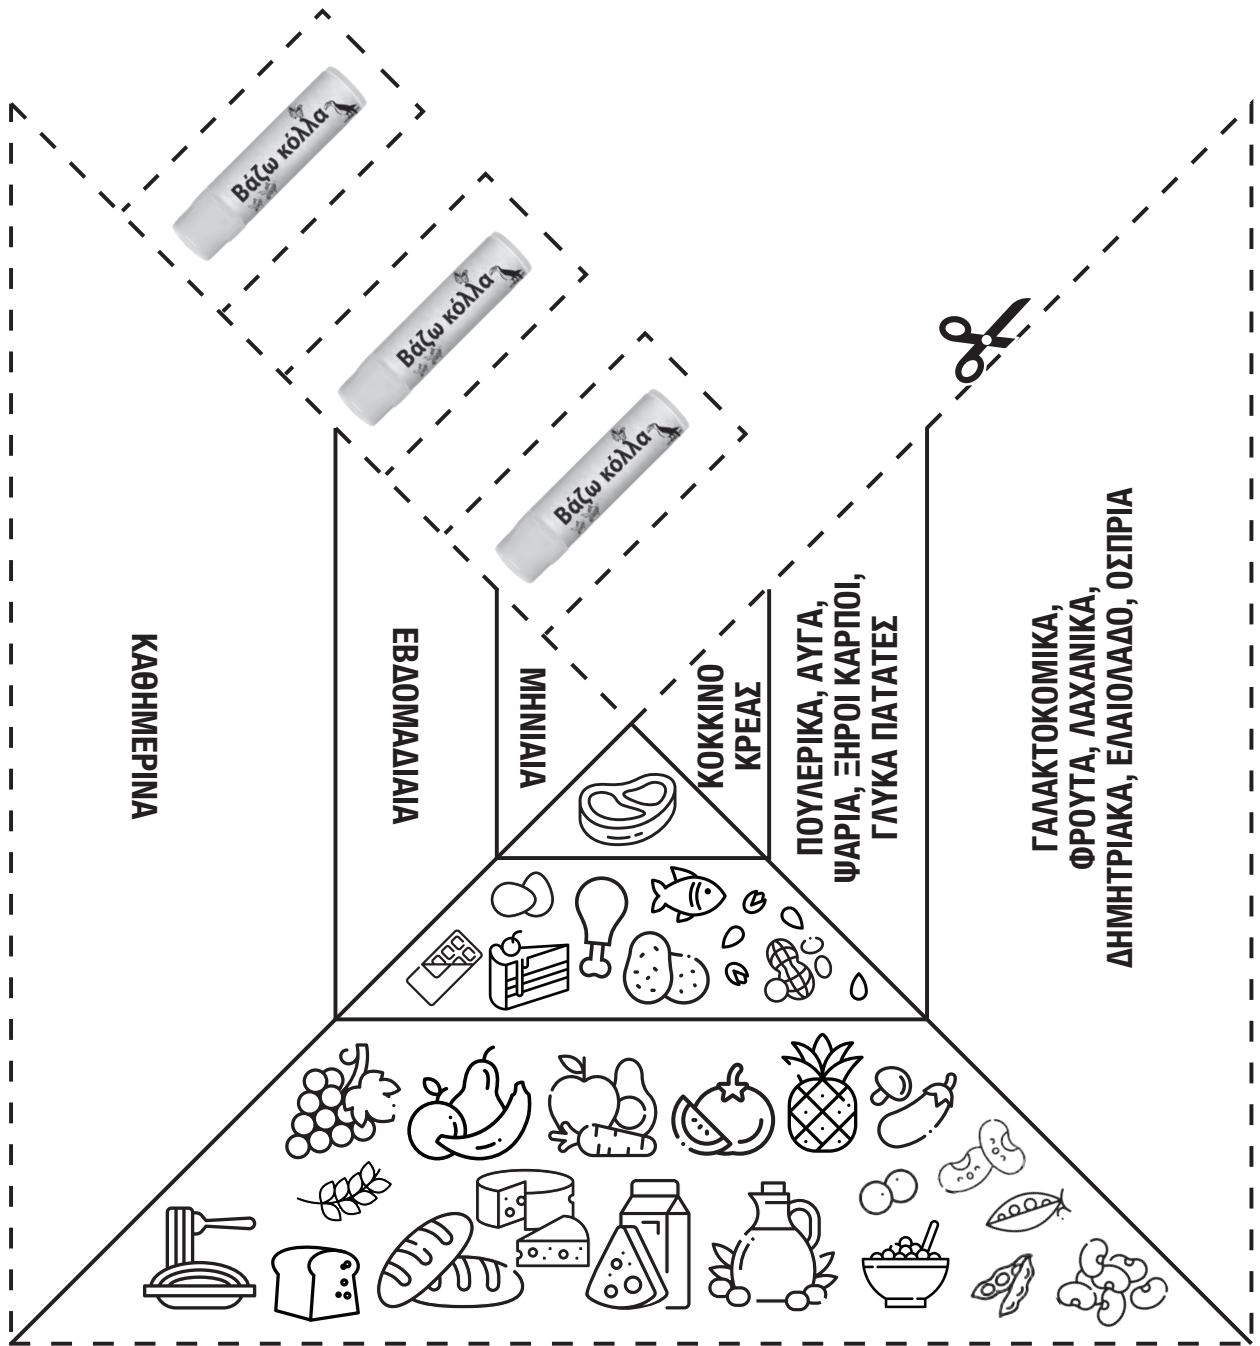 Βάζω κόλλα
Βάζω κόλλα
Βάζω κόλλα
ΚΑΘΗΜΕΡΙΝΑ
ΕΒΔΟΜΑΔΙΑΙΑ
ΜΗΝΙΑΙΑ
ΚΟΚΚΙΝΟ
ΚΡΕΑΣ
ΠΟΥΛΕΡΙΚΑ, ΑΥΓΑ,
ΨΑΡΙΑ, ΞΗΡΟΙ ΚΑΡΠΟΙ,
ΓΛΥΚΑ ΠΑΤΑΤΕΣ
ΓΑΛΑΚΤΟΚΟΜΙΚΑ,
ΦΡΟΥΤΑ, ΛΑΧΑΝΙΚΑ,
ΔΗΜΗΤΡΙΑΚΑ, ΕΛΑΙΟΛΑΔΟ, ΟΣΠΡΙΑ